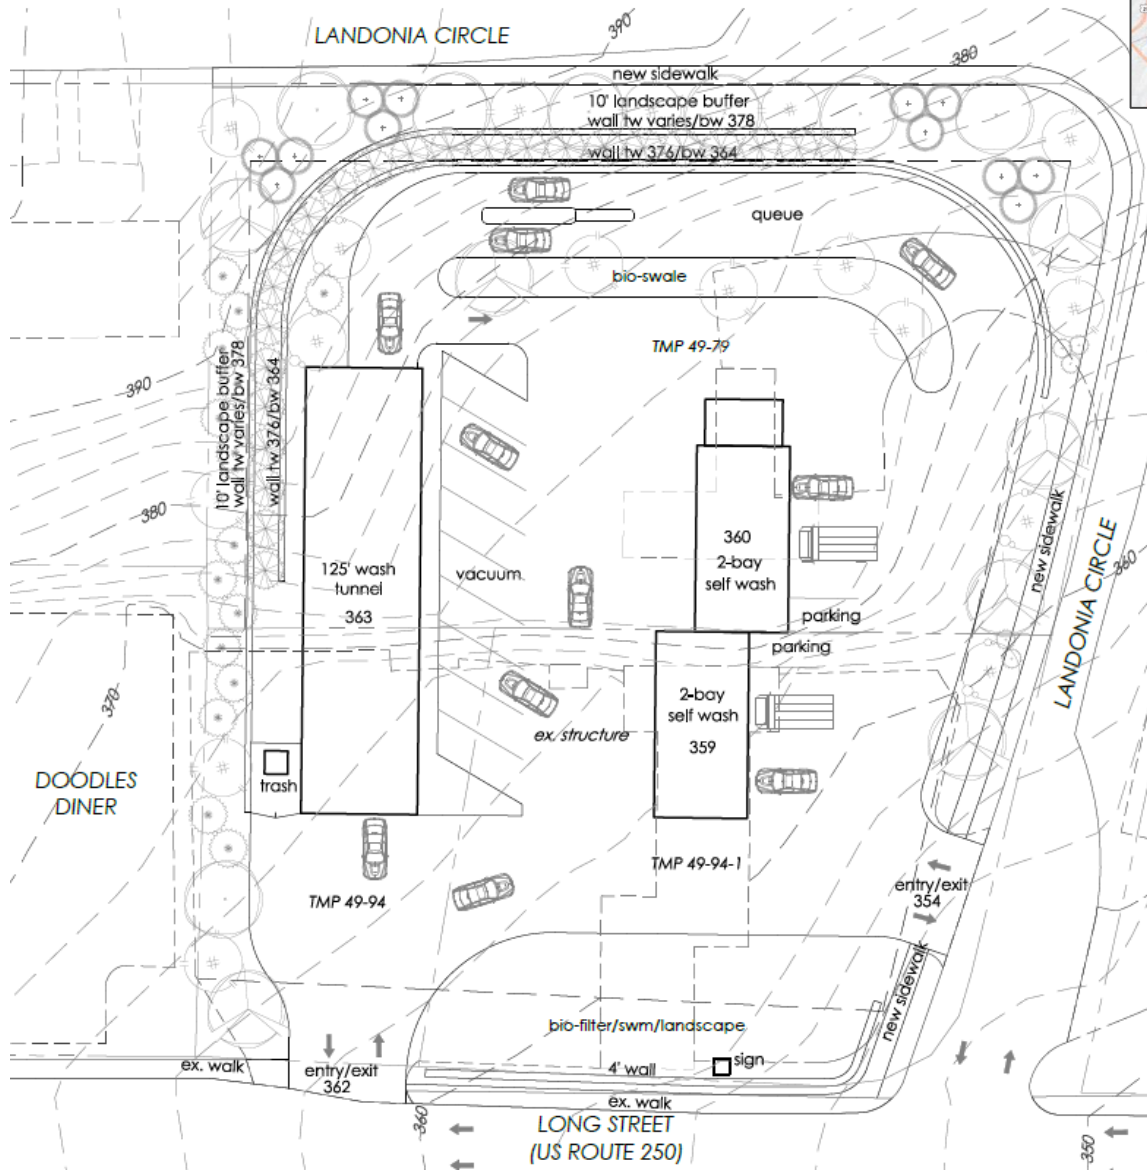 LANDONIA CIRCLE
390
380
new sidewalk
10' landscape buffer
wall tw varies/bw 378
wall tw 376/bw 364
queue
bio-swale
TMP 49-79
390
10' landscape buffer
wall tw varies/bw 378
wall tw 376/bw 364
380
125' wash
tunnel
363
vacuum
360
2-bay
self wash
parking
parking
new sidewalk
LANDONIA CIRCLE
360
370
2-bay
self wash
359
ex. structure
DOODLES
DINER
trash
TMP 49-94
TMP 49-94-1
entry/exit
354
new sidewalk
bio-filter/swm/landscape
sign
4' wall
ex. walk
entry/exit
362
ex. walk
360
LONG STREET
(US ROUTE 250)
350